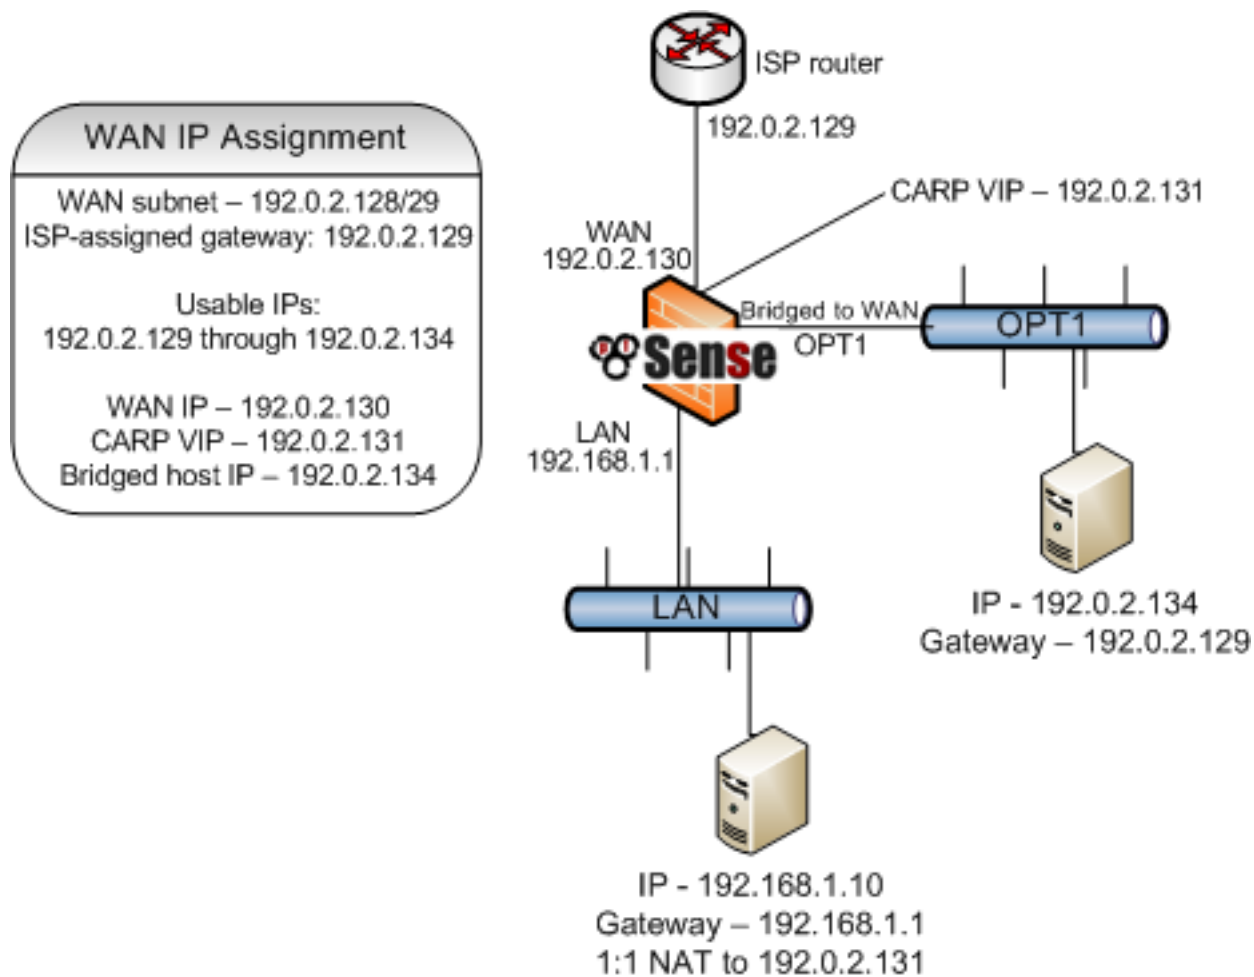 ISP router
192.0.2.129
WAN IP Assignment
WAN subnet – 192.0.2.128/29
ISP-assigned gateway: 192.0.2.129
Usable IPs:
192.0.2.129 through 192.0.2.134
WAN IP – 192.0.2.130
CARP VIP – 192.0.2.131
Bridged host IP – 192.0.2.134
CARP VIP – 192.0.2.131
WAN
192.0.2.130
Bridged to WAN
OPT1
OPT1
Sense
LAN
192.168.1.1
IP - 192.0.2.134
Gateway – 192.0.2.129
LAN
IP - 192.168.1.10
Gateway – 192.168.1.1
1:1 NAT to 192.0.2.131